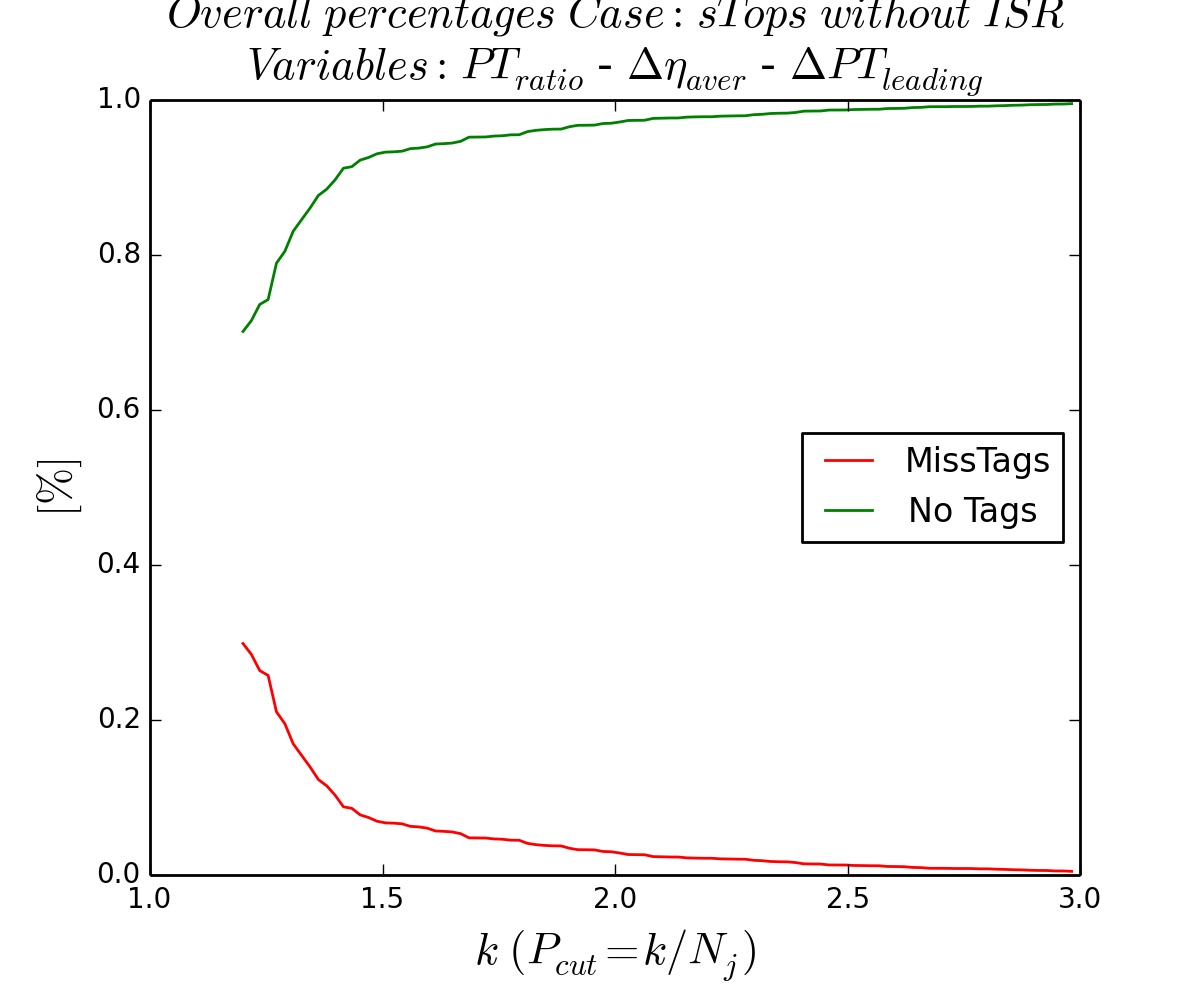 Overall percentages Case: sTops without ISR
Variables: PT_ratio - Δη_aver - ΔPT_leading
1.0
0.8
0.6
0.4
0.2
0.0
[%]
MissTags
No Tags
1.0 1.5 2.0 2.5 3.0
k (P_cut = k/N_j)